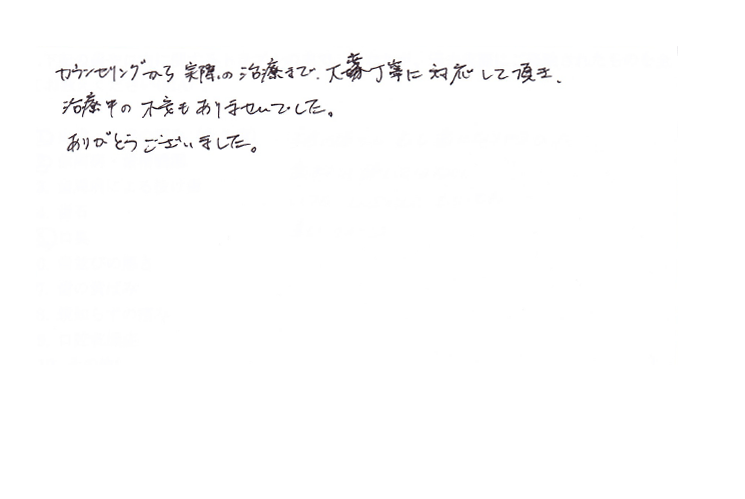 カウンセリングから実際の治療まで、大変丁寧に対応して頂き、
治療中の不安もありませんでした。
ありがとうございました。